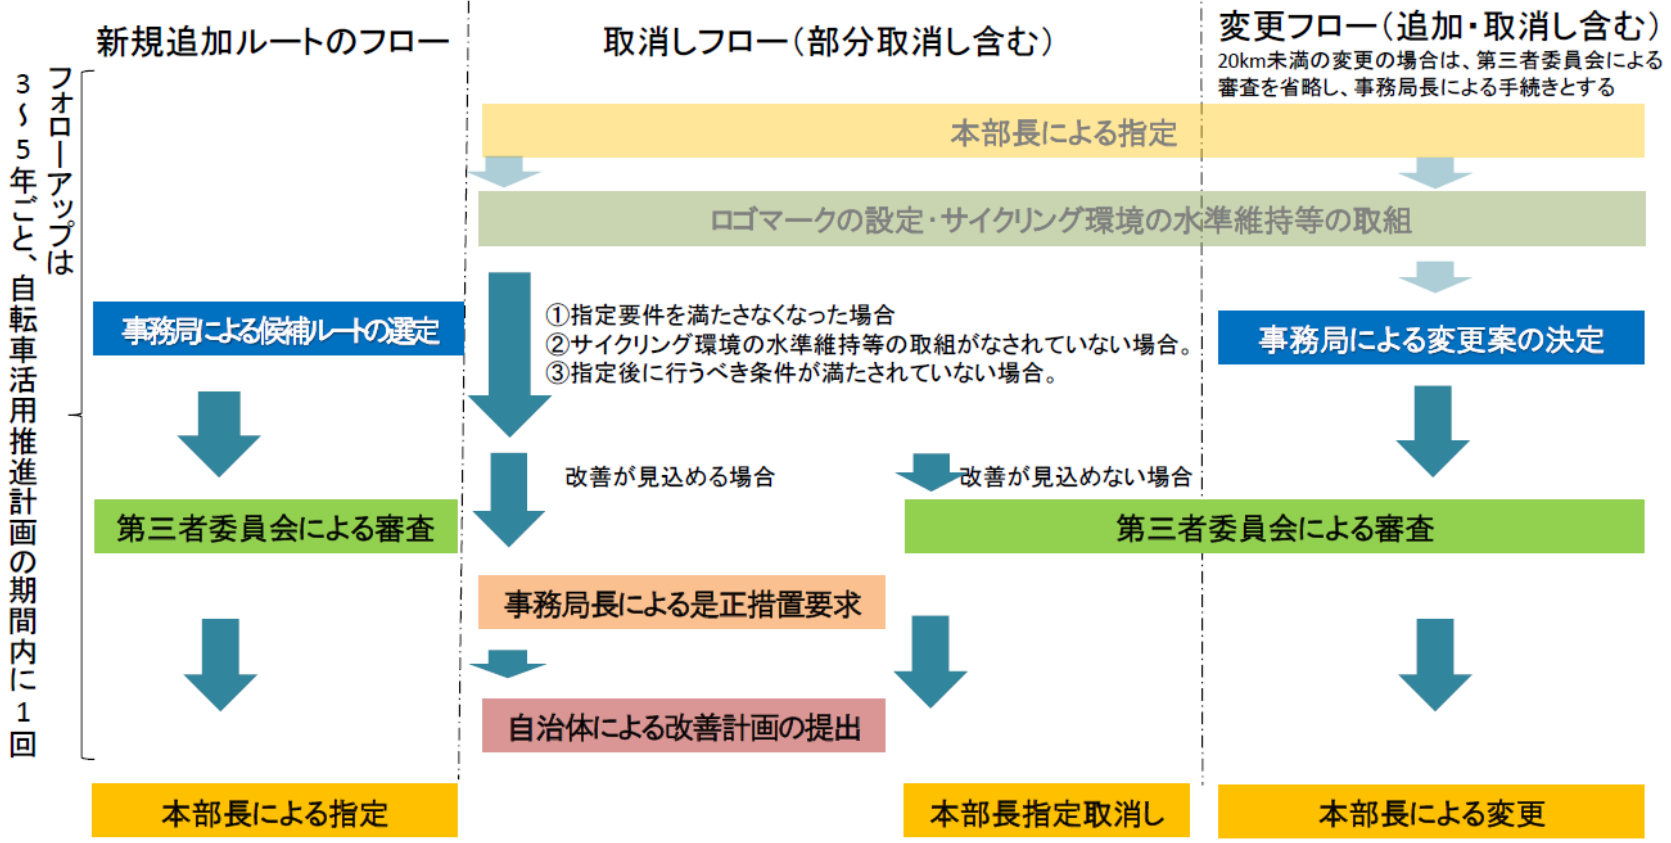 新規追加ルートのフロー
取消しフロー(部分取消し含む)
変更フロー(追加・取消し含む)
20km未満の変更の場合は、第三者委員会による
審査を省略し、事務局長による手続きとする
フォローアップは
3～5年ごと、自転車活用推進計画の期間内に1回
本部長による指定
ロゴマークの設定・サイクリング環境の水準維持等の取組
事務局による候補ルートの選定
①指定要件を満たさなくなった場合
②サイクリング環境の水準維持等の取組がなされていない場合。
③指定後に行うべき条件が満たされていない場合。
事務局による変更案の決定
改善が見込める場合
改善が見込めない場合
第三者委員会による審査
第三者委員会による審査
事務局長による是正措置要求
自治体による改善計画の提出
本部長による指定
本部長指定取消し
本部長による変更